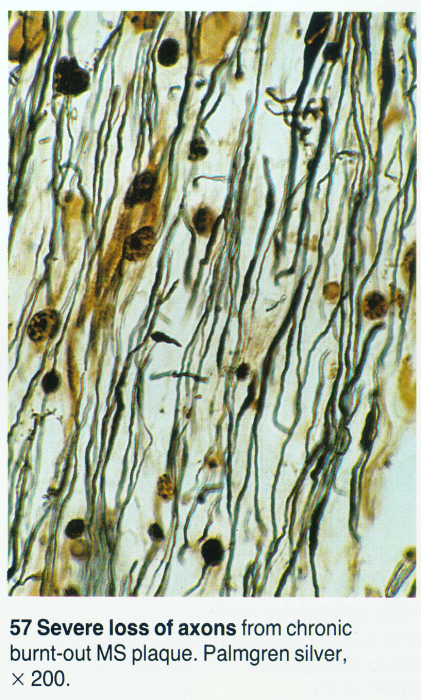 57 Severe loss of axons from chronic
burnt-out MS plaque. Palmgren silver,
× 200.